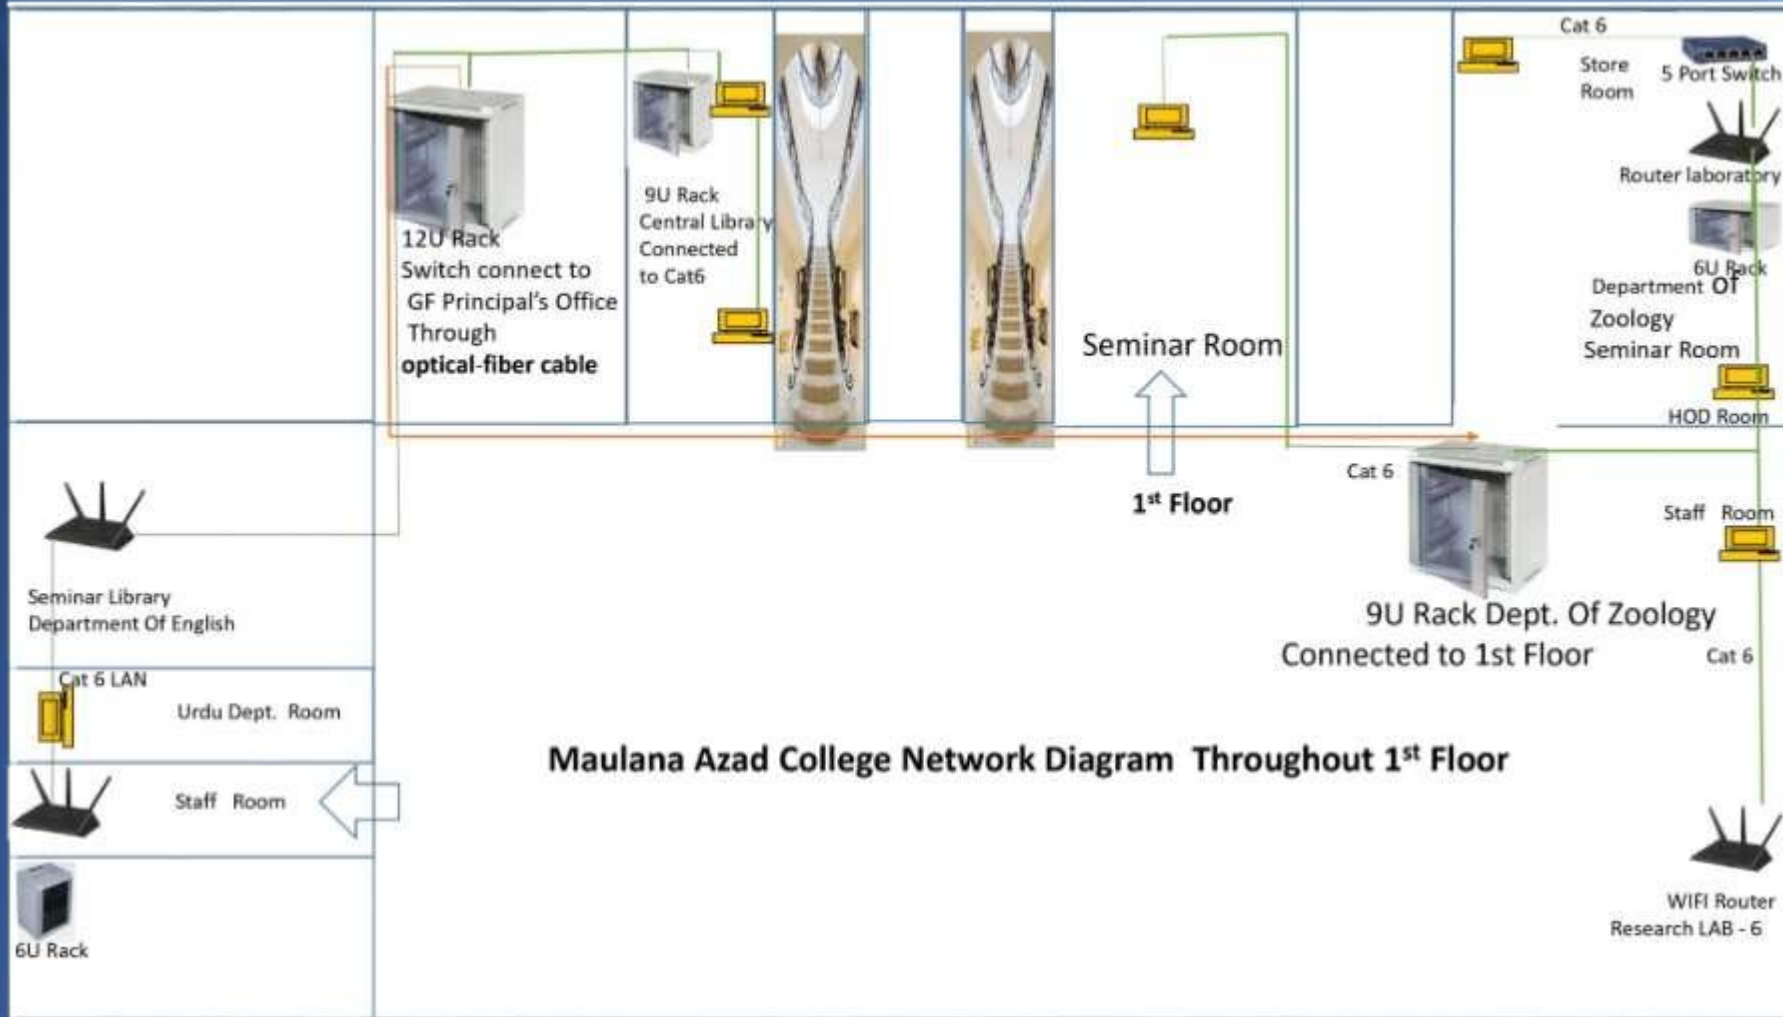 Cat 6
Store
Room
5 Port Switch
Router laboratory
6U Rack
Department Of
Zoology
Seminar Room
HOD Room
12U Rack
Switch connect to
GF Principal's Office
Through
optical-fiber cable
9U Rack
Central Library
Connected
to Cat6
Seminar Room
1st Floor
Cat 6
Staff Room
9U Rack Dept. Of Zoology
Connected to 1st Floor
Cat 6
Seminar Library
Department Of English
Cat 6 LAN
Urdu Dept. Room
Staff Room
6U Rack
Maulana Azad College Network Diagram Throughout 1st Floor
WIFI Router
Research LAB - 6